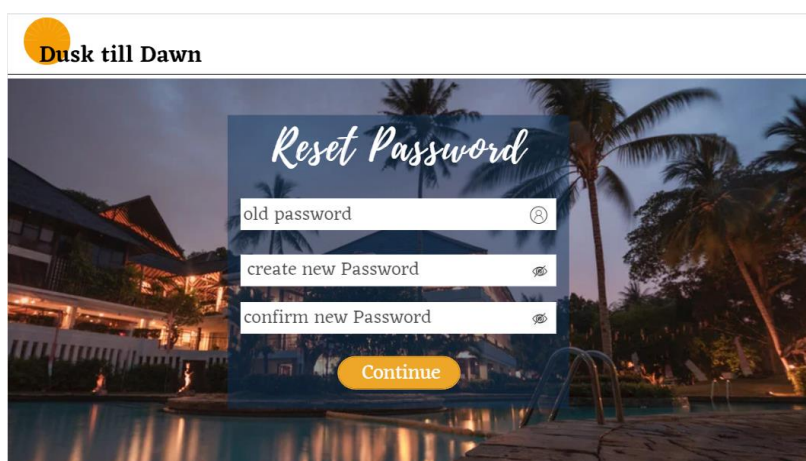 Dusk till Dawn
Reset Password
old password
create new Password
confirm new Password
Continue